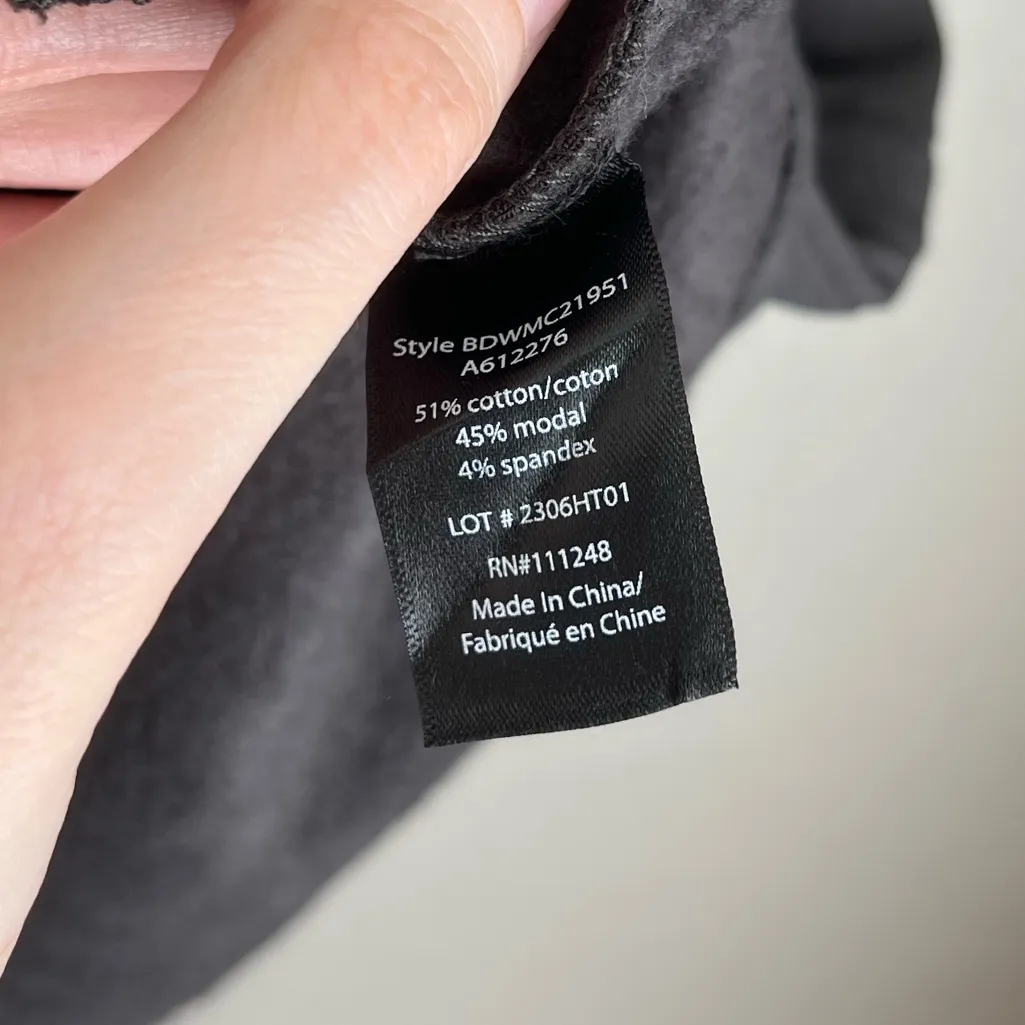 Style BDWMC21951
A612276
51% cotton/coton
45% modal
4% spandex
LOT # 2306HT01
RN#111248
Made In China/
Fabriqué en Chine